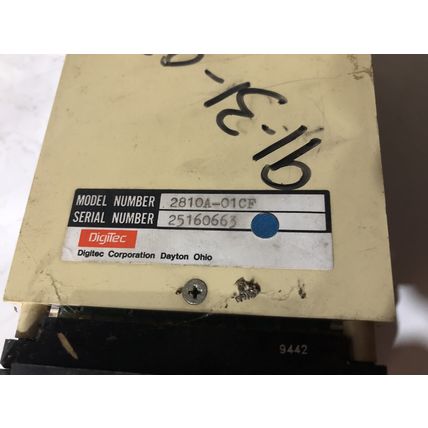 MODEL NUMBER 2810A-01CF
SERIAL NUMBER 25160663
DigiTec
Digitec Corporation Dayton Ohio
9442